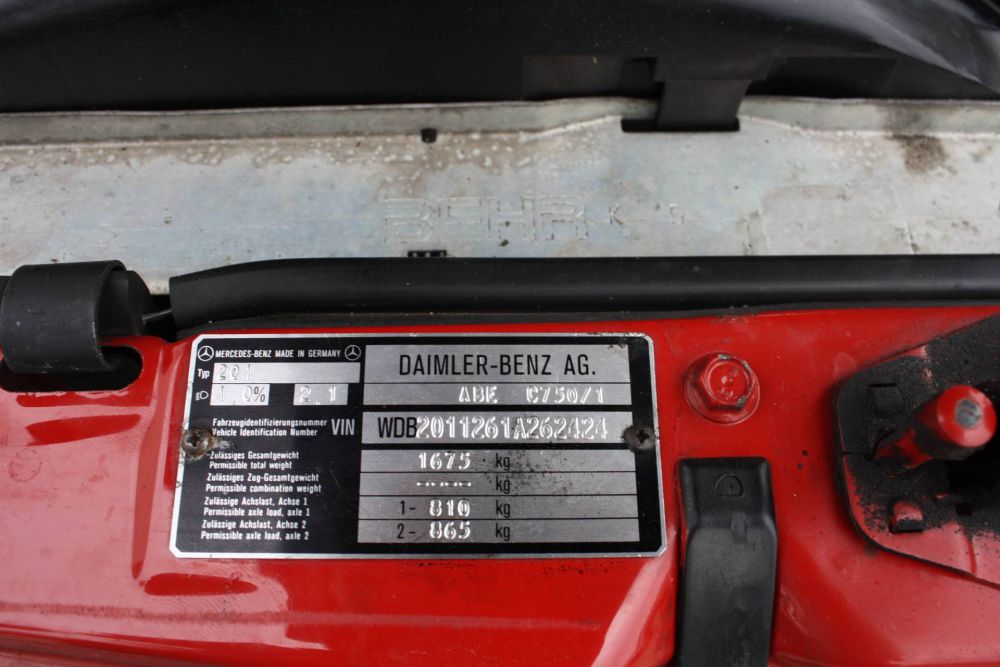 BEHR K G
MERCEDES-BENZ MADE IN GERMANY
Typ 201
1,0% 2.1
DAIMLER-BENZ AG.
ABE C750/1
Fahrzeugidentifizierungsnummer
Vehicle Identification Number VIN WDB2011261A262424
Zulässiges Gesamtgewicht
Permissible total weight 1675 kg
Zulässiges Zug-Gesamtgewicht
Permissible combination weight ----- kg
Zulässige Achslast, Achse 1
Permissible axle load, axle 1 1- 810 kg
Zulässige Achslast, Achse 2
Permissible axle load, axle 2 2- 865 kg